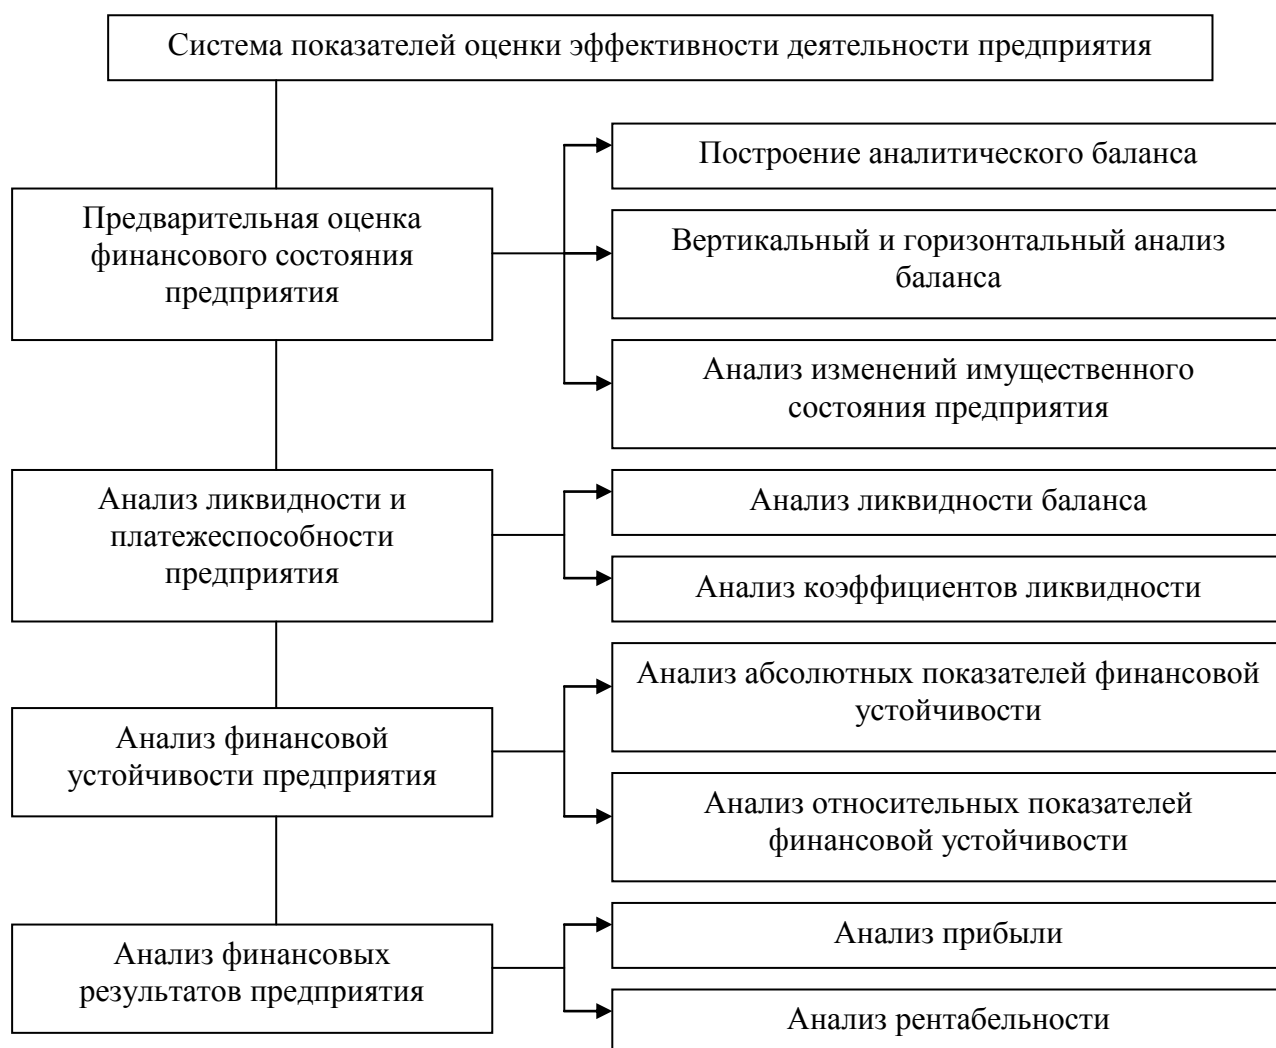 Система показателей оценки эффективности деятельности предприятия
Предварительная оценка
финансового состояния
предприятия
Построение аналитического баланса
Вертикальный и горизонтальный анализ
баланса
Анализ изменений имущественного
состояния предприятия
Анализ ликвидности и
платежеспособности
предприятия
Анализ ликвидности баланса
Анализ коэффициентов ликвидности
Анализ финансовой
устойчивости предприятия
Анализ абсолютных показателей финансовой
устойчивости
Анализ относительных показателей
финансовой устойчивости
Анализ финансовых
результатов предприятия
Анализ прибыли
Анализ рентабельности